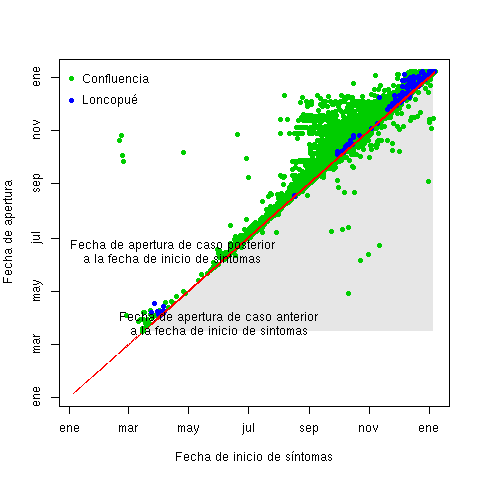 Confluencia
Loncopué
Fecha de apertura de caso posterior
a la fecha de inicio de síntomas
Fecha de apertura de caso anterior
a la fecha de inicio de síntomas
Fecha de apertura
ene
nov
sep
jul
may
mar
ene
ene
mar
may
jul
sep
nov
ene
Fecha de inicio de síntomas